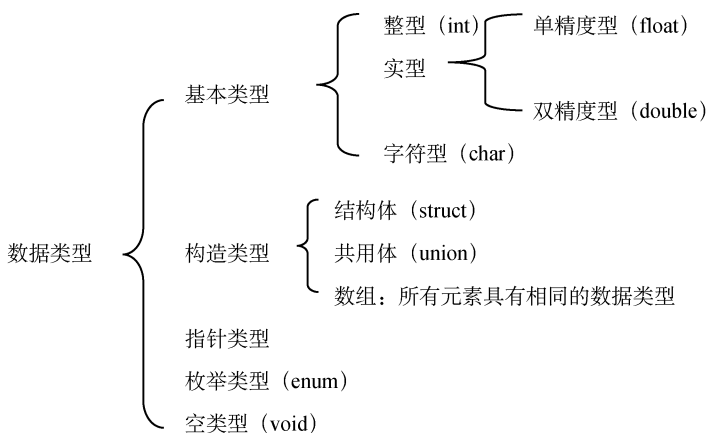 整型（int）
单精度型（float）
实型
基本类型
双精度型（double）
字符型（char）
结构体（struct）
数据类型
构造类型
共用体（union）
数组：所有元素具有相同的数据类型
指针类型
枚举类型（enum）
空类型（void）